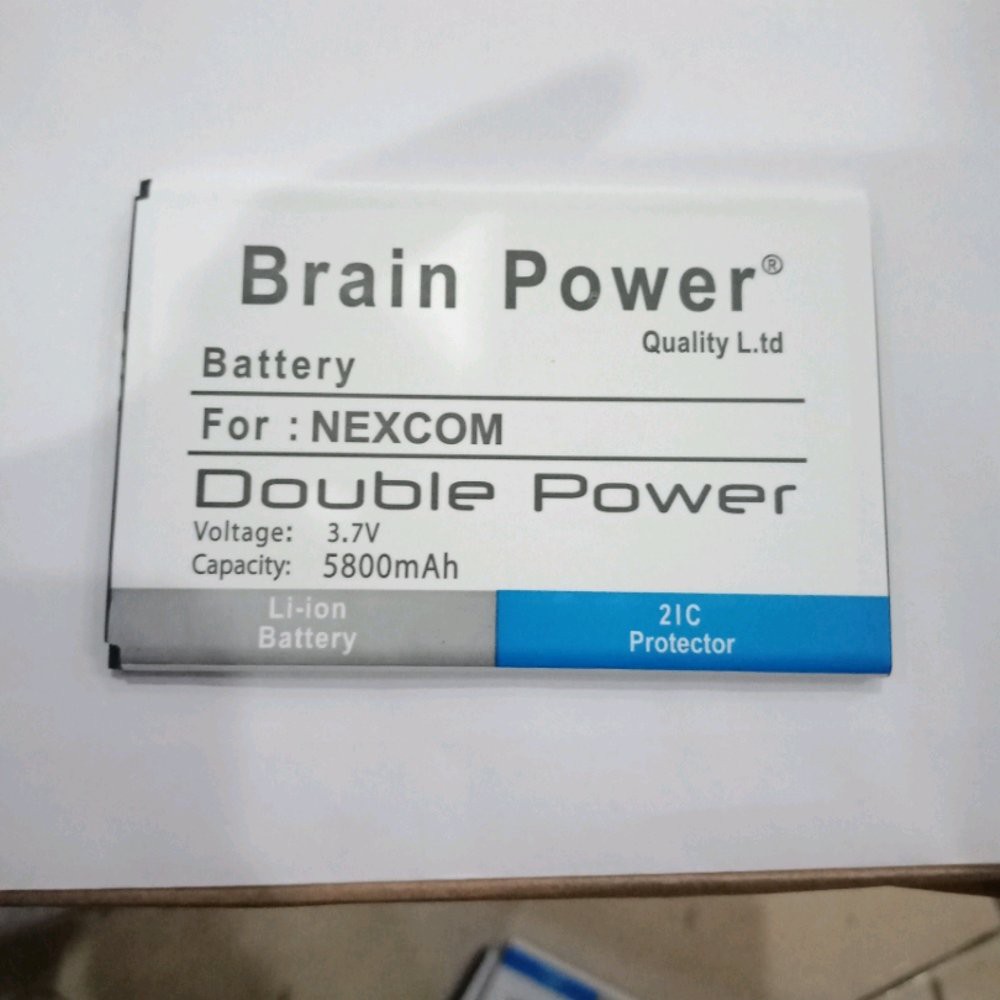 Brain Power®
Quality L.td
Battery
For : NEXCOM
Double Power
Voltage: 3.7V
Capacity: 5800mAh
Li-ion
Battery
2IC
Protector